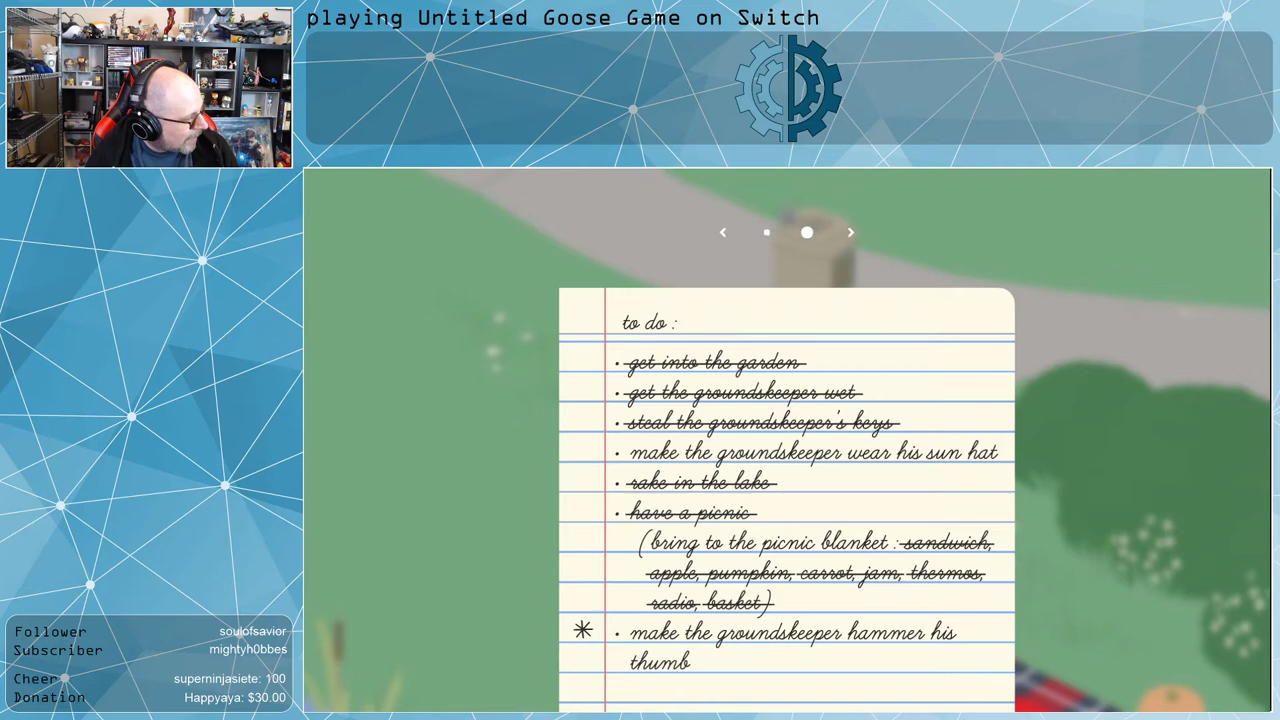 playing Untitled Goose Game on Switch
to do :
• get into the garden
• get the groundskeeper wet
• steal the groundskeeper's keys
• make the groundskeeper wear his sun hat
• rake in the lake
• have a picnic
(bring to the picnic blanket : sandwich,
apple, pumpkin, carrot, jam, thermos,
radio, basket)
* • make the groundskeeper hammer his
thumb
Follower soulofsavior
Subscriber mightyh0bbes
Cheer superninjasiete: 100
Donation Happyaya: $30.00